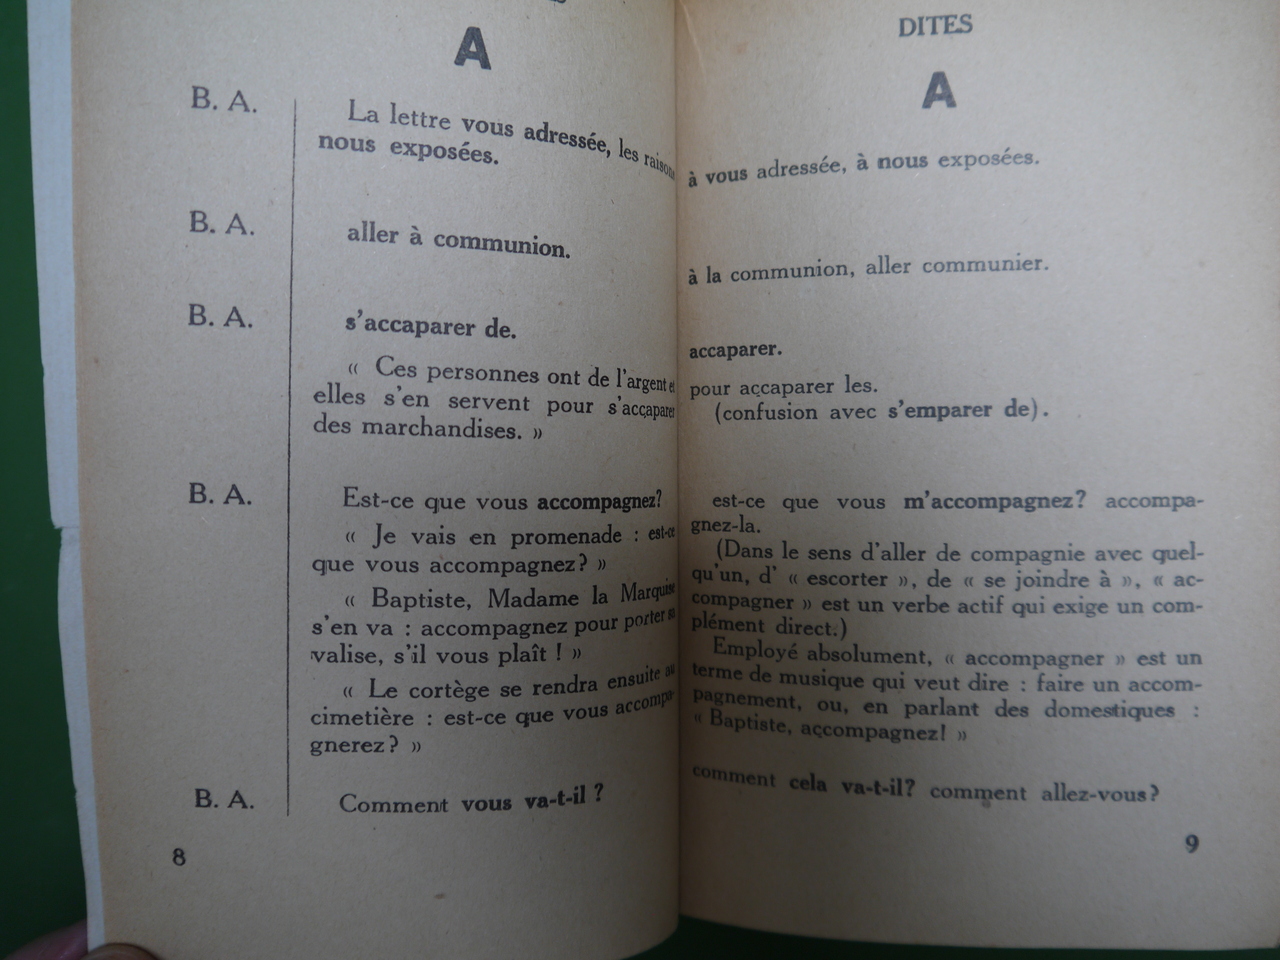 A
B. A.
La lettre vous adressée, les raisons
nous exposées.
B. A.
aller à communion.
B. A.
s'accaparer de.
« Ces personnes ont de l'argent et
elles s'en servent pour s'accaparer
des marchandises. »
B. A.
Est-ce que vous accompagnez?
« Je vais en promenade : est-ce
que vous accompagnez? »
« Baptiste, Madame la Marquise
s'en va : accompagnez pour porter sa
valise, s'il vous plaît ! »
« Le cortège se rendra ensuite au
cimetière : est-ce que vous accompa-
gnerez? »
B. A.
Comment vous va-t-il ?
8
DITES
A
à vous adressée, à nous exposées.
à la communion, aller communier.
accaparer.
pour accaparer les.
(confusion avec s'emparer de).
est-ce que vous m'accompagnez? accompa-
gnez-la.
(Dans le sens d'aller de compagnie avec quel-
qu'un, d' « escorter », de « se joindre à », « ac-
compagner » est un verbe actif qui exige un com-
plément direct.)
Employé absolument, « accompagner » est un
terme de musique qui veut dire : faire un accom-
pagnement, ou, en parlant des domestiques :
« Baptiste, accompagnez! »
comment cela va-t-il? comment allez-vous?
9